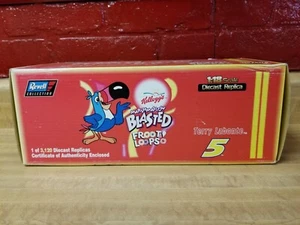 Revell
COLLECTION
Kellogg's
MARSHMALLOW
BLASTED
FROOT
LOOPS
1:18 Scale
Diecast Replica
Terry Labonte
5
1 of 3,120 Diecast Replicas
Certificate of Authenticity Enclosed